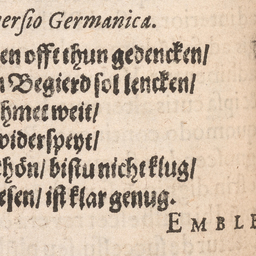 versio Germanica.
en offt thun gedencken/
n Begierd sol lencken/
hmet weit/
widerspeyt/
chön/ bistu nicht klug/
esen/ ist klar genug.
EMBLE